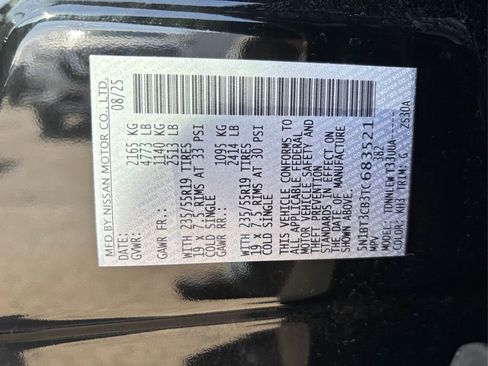 MFD BY NISSAN MOTOR CO., LTD.
DATE: 08/25
GVWR: 2165 KG
4773 LB
GAWR FR.: 1140 KG
2513 LB
WITH 235/55R19 TIRES
19 x 7.5 RIMS AT 33 PSI
COLD SINGLE
GAWR RR: 1095 KG
2414 LB
WITH 235/55R19 TIRES
19 x 7.5 RIMS AT 30 PSI
COLD SINGLE
THIS VEHICLE CONFORMS TO
ALL APPLICABLE FEDERAL
MOTOR VEHICLE SAFETY AND
THEFT PREVENTION
STANDARDS IN EFFECT ON
THE DATE OF MANUFACTURE
SHOWN ABOVE.
5N1BT3CB3TC683521
MPV
COLOR: KH3 TRIM: G
ZS30A